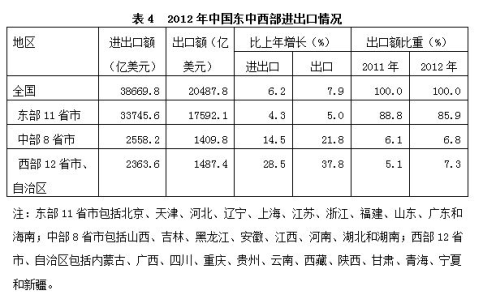 表 4 2012 年中国东中西部进出口情况
地区 进出口额 出口额(亿 比上年增长(%) 出口额比重(%)
(亿美元) 美元) 进出口 出口 2011 年 2012 年
全国 38669.8 20487.8 6.2 7.9 100.0 100.0
东部 11 省市 33745.6 17592.1 4.3 5.0 88.8 85.9
中部 8 省市 2558.2 1409.8 14.5 21.8 6.1 6.8
西部 12 省市、 2363.6 1487.4 28.5 37.8 5.1 7.3
自治区
注：东部 11 省市包括北京、天津、河北、辽宁、上海、江苏、浙江、福建、山东、广东和
海南；中部 8 省市包括山西、吉林、黑龙江、安徽、江西、河南、湖北和湖南；西部 12 省
市、自治区包括内蒙古、广西、四川、重庆、贵州、云南、西藏、陕西、甘肃、青海、宁夏
和新疆。